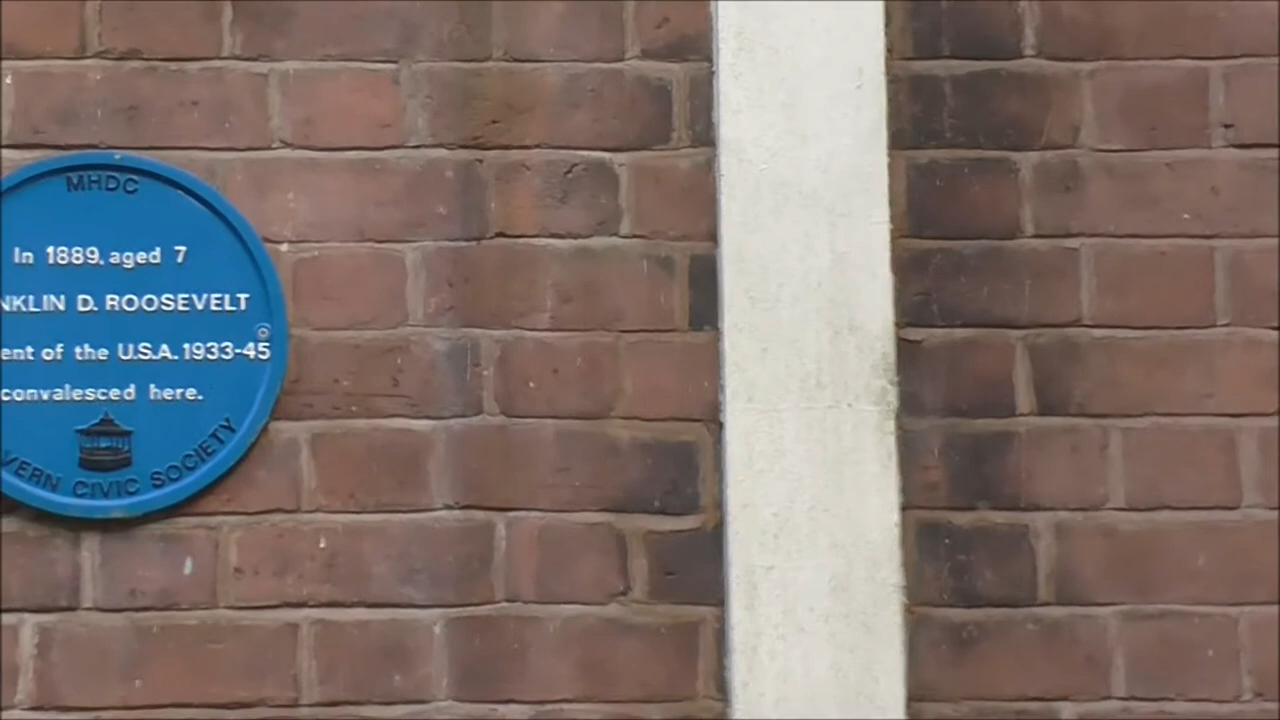 MHDC
In 1889, aged 7
NKLIN D. ROOSEVELT
ent of the U.S.A. 1933-45
convalesced here.
VERN CIVIC SOCIETY